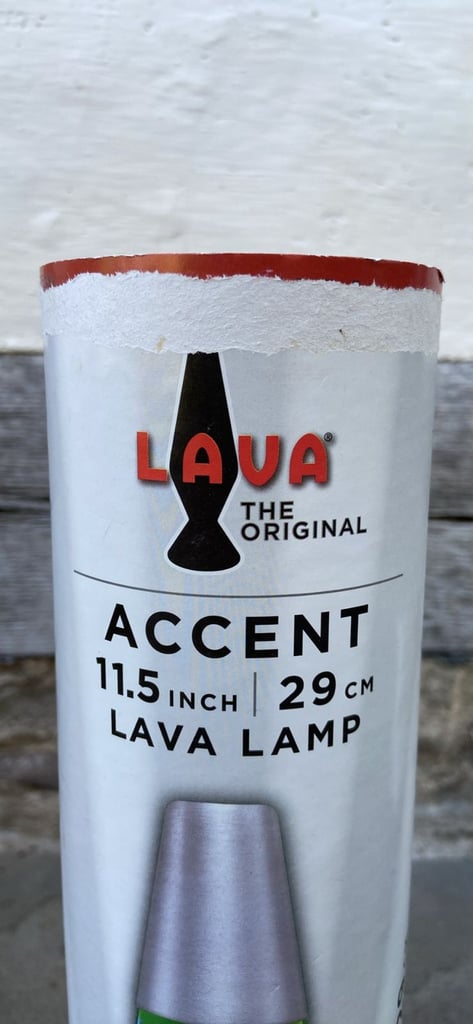 LAVA®
THE
ORIGINAL
ACCENT
11.5 INCH | 29 CM
LAVA LAMP